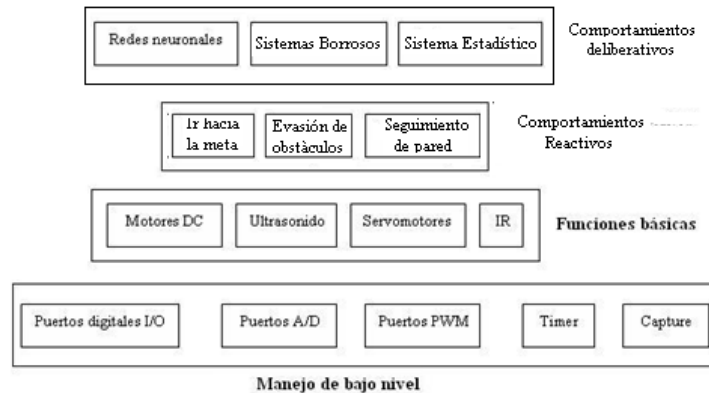 Redes neuronales
Sistemas Borrosos
Sistema Estadístico
Comportamientos
deliberativos
Ir hacia
la meta
Evasión de
obstàculos
Seguimiento
de pared
Comportamientos
Reactivos
Motores DC
Ultrasonido
Servomotores
IR
Funciones básicas
Puertos digitales I/O
Puertos A/D
Puertos PWM
Timer
Capture
Manejo de bajo nivel